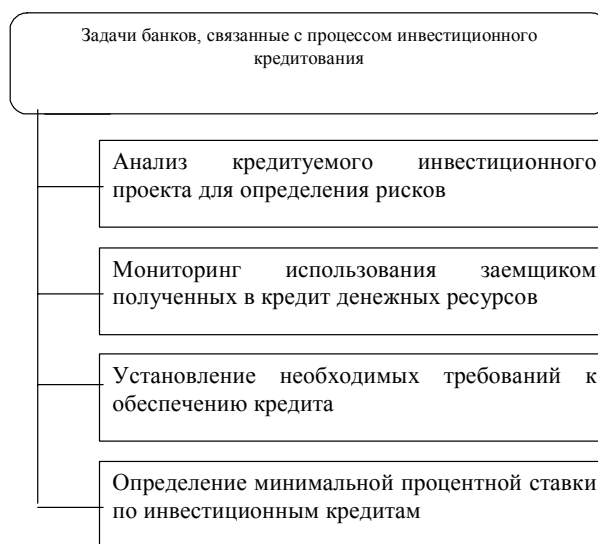 Задачи банков, связанные с процессом инвестиционного
кредитования
Анализ кредитуемого инвестиционного
проекта для определения рисков
Мониторинг использования заемщиком
полученных в кредит денежных ресурсов
Установление необходимых требований к
обеспечению кредита
Определение минимальной процентной ставки
по инвестиционным кредитам